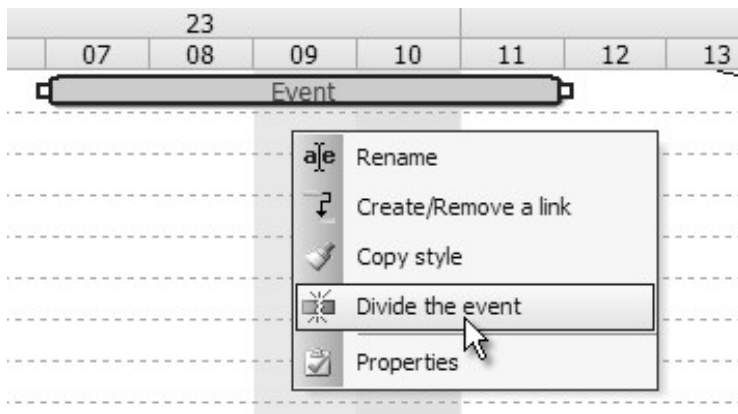 23
07 08 09 10 11 12 13
Event
Rename
Create/Remove a link
Copy style
Divide the event
Properties